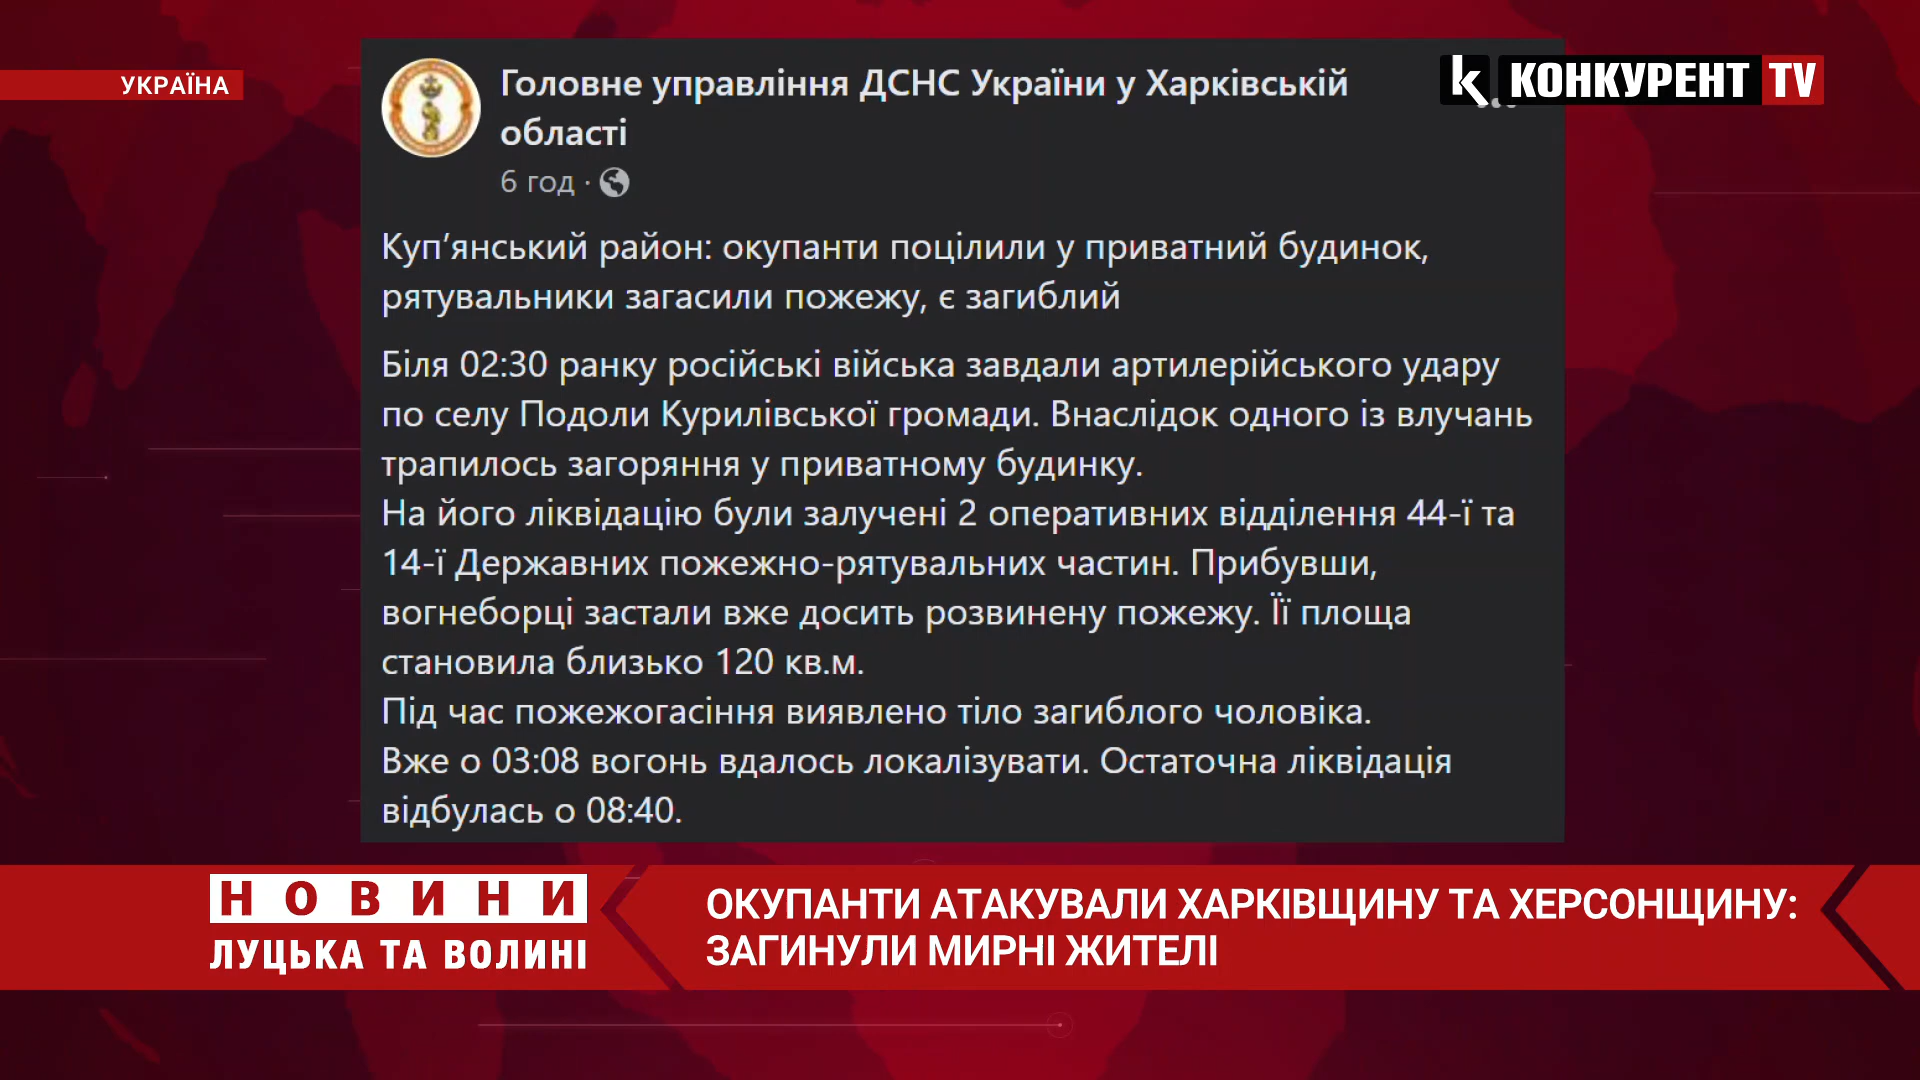 УКРАЇНА
КОНКУРЕНТ TV
Головне управління ДСНС України у Харківській
області
6 год ·
Куп’янський район: окупанти поцілили у приватний будинок,
рятувальники загасили пожежу, є загиблий
Біля 02:30 ранку російські війська завдали артилерійського удару
по селу Подоли Курилівської громади. Внаслідок одного із влучань
трапилось загоряння у приватному будинку.
На його ліквідацію були залучені 2 оперативних відділення 44-ї та
14-ї Державних пожежно-рятувальних частин. Прибувши,
вогнеборці застали вже досить розвинену пожежу. Її площа
становила близько 120 кв.м.
Під час пожежогасіння виявлено тіло загиблого чоловіка.
Вже о 03:08 вогонь вдалось локалізувати. Остаточна ліквідація
відбулась о 08:40.
НОВИНИ
ЛУЦЬКА ТА ВОЛИНІ
ОКУПАНТИ АТАКУВАЛИ ХАРКІВЩИНУ ТА ХЕРСОНЩИНУ:
ЗАГИНУЛИ МИРНІ ЖИТЕЛІ